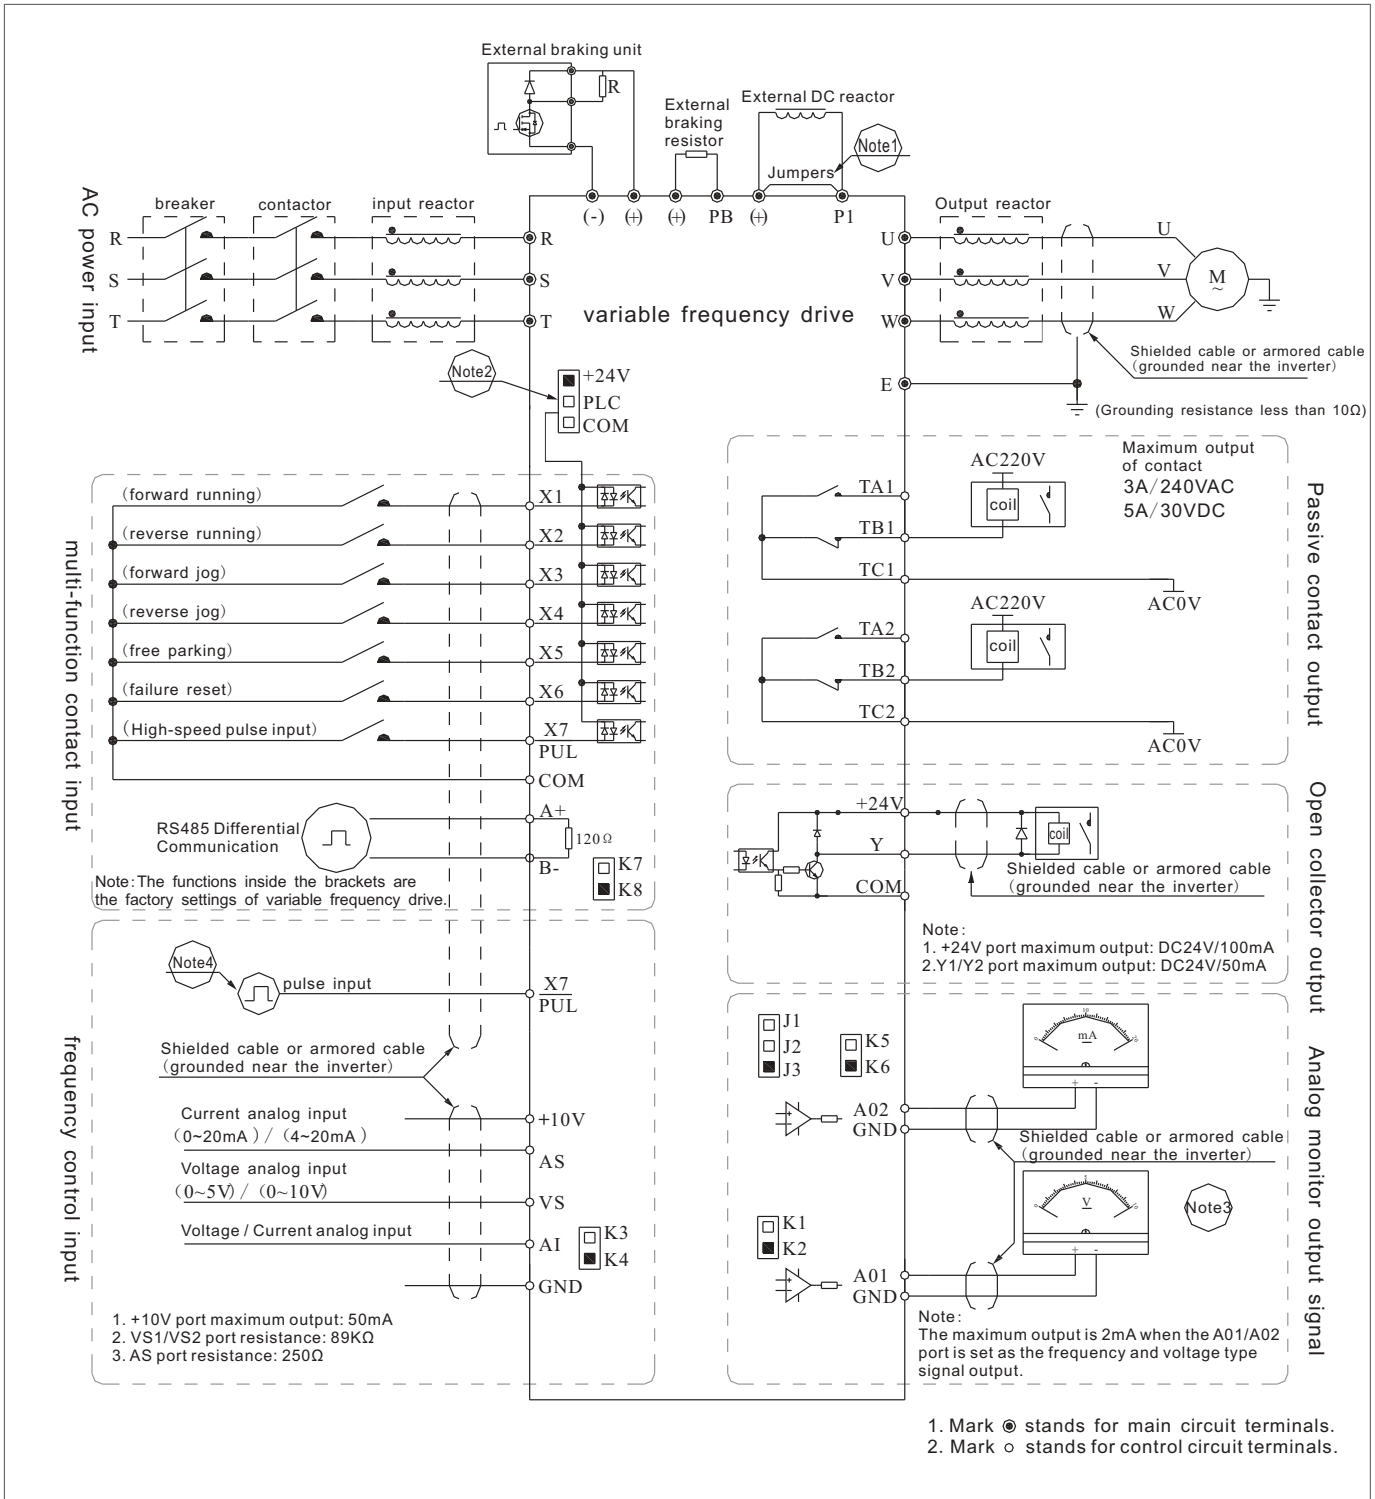 External braking unit
R
External
braking
resistor
External DC reactor
Note1
Jumpers
(-)
(+)
(+)
PB
(+)
P1
AC power input
breaker
contactor
input reactor
R
S
T
R
S
T
variable frequency drive
Output reactor
U
V
W
U
V
W
M
~
Shielded cable or armored cable
(grounded near the inverter)
E
(Grounding resistance less than 10Ω)
Note2
+24V
PLC
COM
multi-function contact input
(forward running)
X1
(reverse running)
X2
(forward jog)
X3
(reverse jog)
X4
(free parking)
X5
(failure reset)
X6
(High-speed pulse input)
X7
PUL
COM
RS485 Differential
Communication
A+
120Ω
B-
K7
K8
Note:The functions inside the brackets are
the factory settings of variable frequency drive.
Passive contact output
Maximum output
of contact
3A/240VAC
5A/30VDC
AC220V
coil
TA1
TB1
TC1
AC0V
AC220V
coil
TA2
TB2
TC2
AC0V
Open collector output
+24V
Y
COM
coil
Shielded cable or armored cable
(grounded near the inverter)
Note:
1. +24V port maximum output: DC24V/100mA
2.Y1/Y2 port maximum output: DC24V/50mA
frequency control input
Note4
pulse input
X7
PUL
Shielded cable or armored cable
(grounded near the inverter)
Current analog input
(0~20mA) / (4~20mA)
+10V
AS
Voltage analog input
(0~5V) / (0~10V)
VS
Voltage / Current analog input
AI
K3
K4
GND
1. +10V port maximum output: 50mA
2. VS1/VS2 port resistance: 89KΩ
3. AS port resistance: 250Ω
Analog monitor output signal
J1
J2
J3
K5
K6
0
10
20
mA
+ -
A02
GND
Shielded cable or armored cable
(grounded near the inverter)
0
5
10
V
+ -
Note3
K1
K2
A01
GND
Note:
The maximum output is 2mA when the A01/A02
port is set as the frequency and voltage type
signal output.
1. Mark stands for main circuit terminals.
2. Mark stands for control circuit terminals.